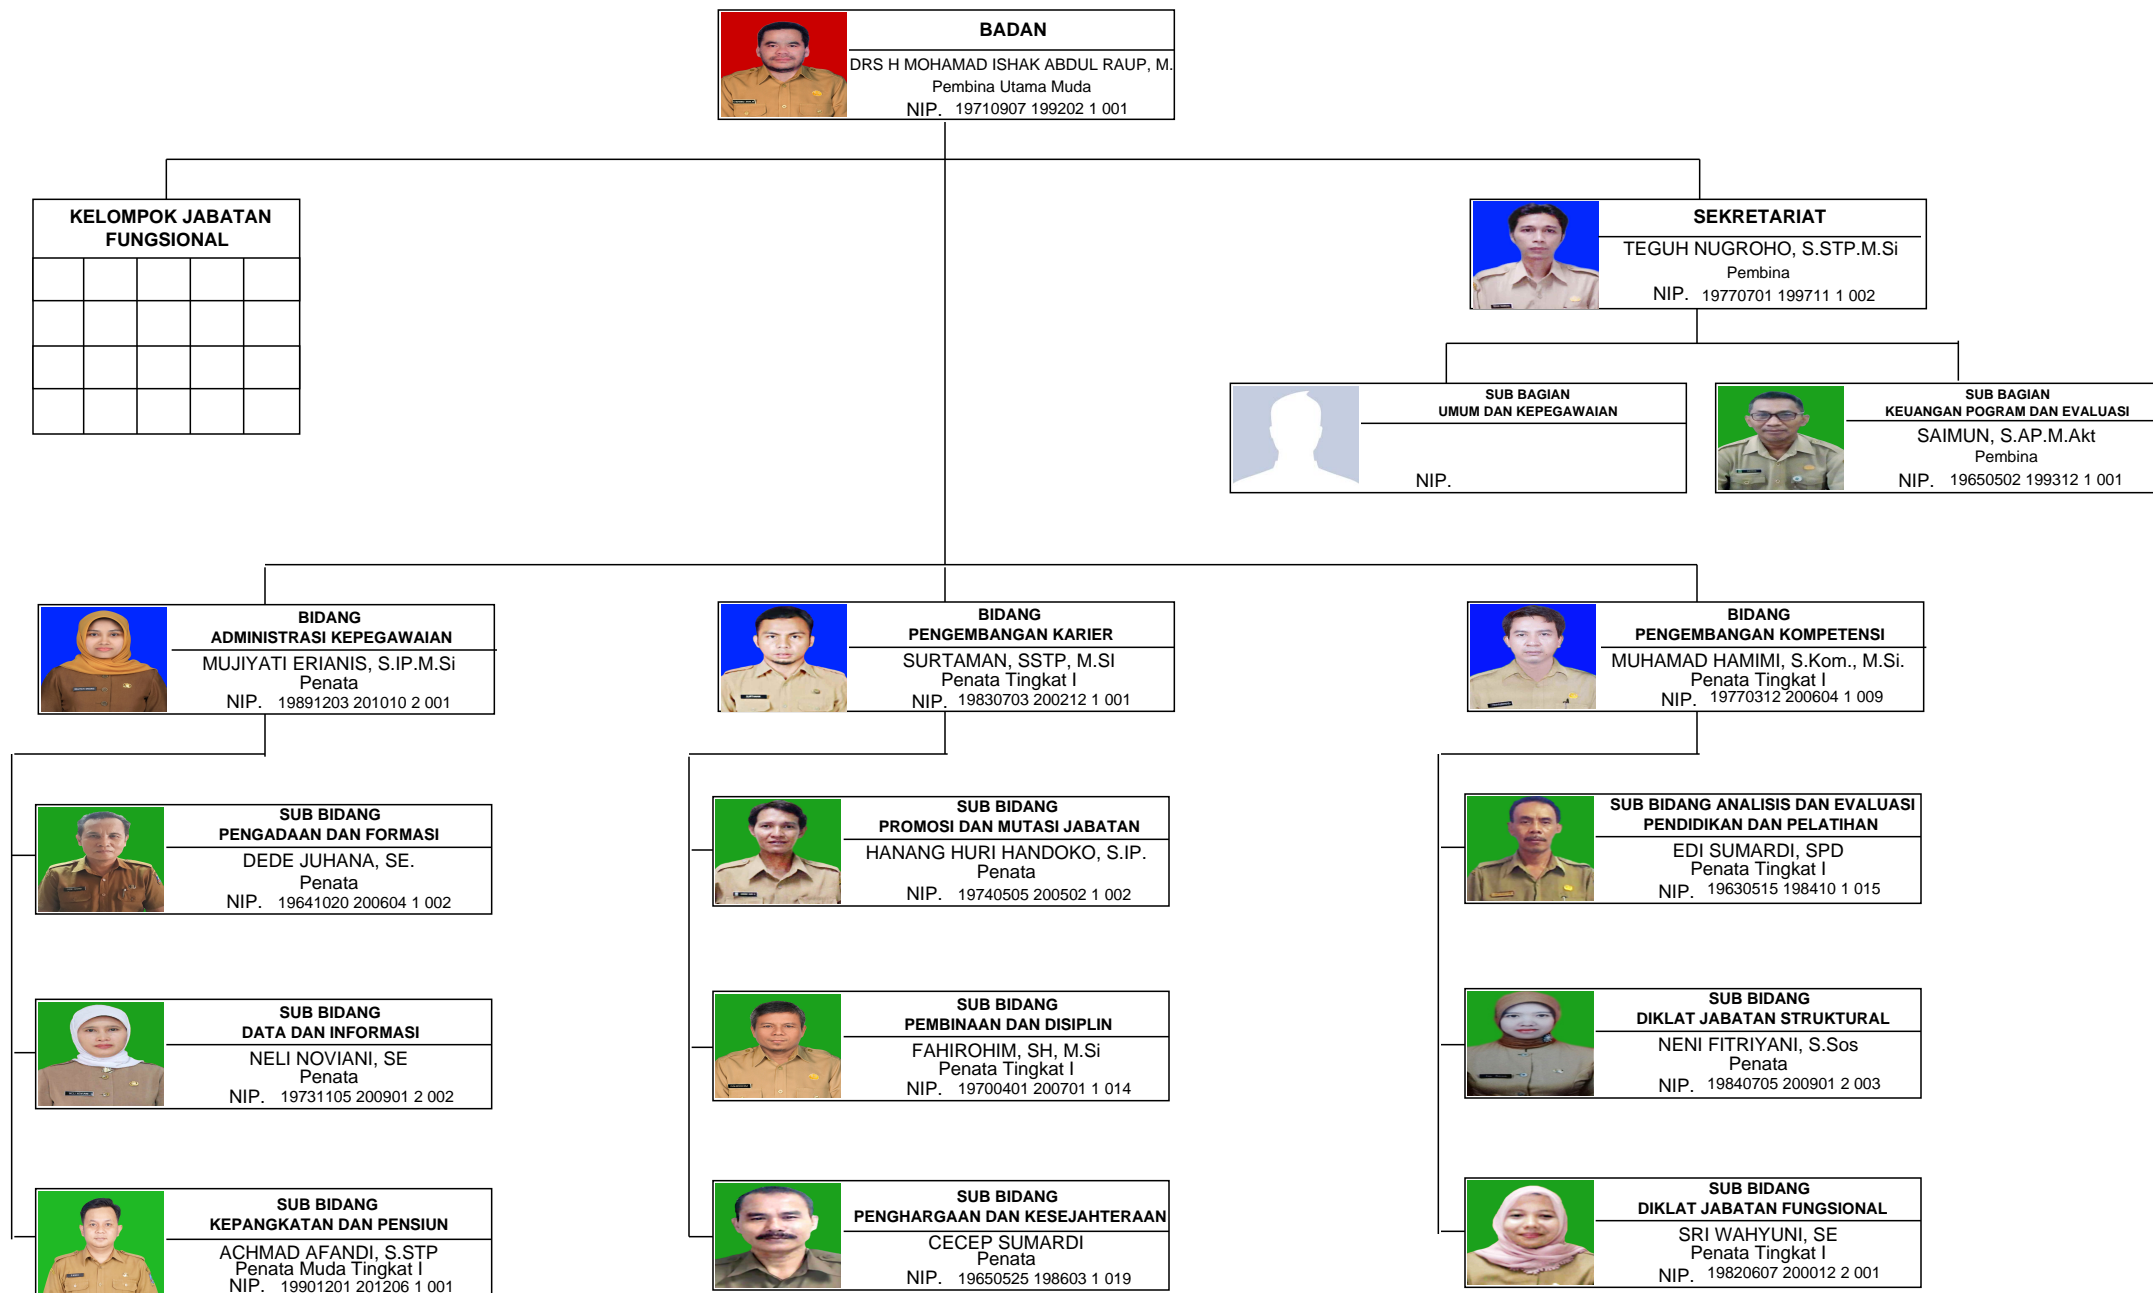 BADAN
DRS H MOHAMAD ISHAK ABDUL RAUP, M.
Pembina Utama Muda
NIP. 19710907 199202 1 001
KELOMPOK JABATAN
FUNGSIONAL
SEKRETARIAT
TEGUH NUGROHO, S.STP.M.Si
Pembina
NIP. 19770701 199711 1 002
SUB BAGIAN
UMUM DAN KEPEGAWAIAN
NIP.
SUB BAGIAN
KEUANGAN POGRAM DAN EVALUASI
SAIMUN, S.AP.M.Akt
Pembina
NIP. 19650502 199312 1 001
BIDANG
ADMINISTRASI KEPEGAWAIAN
MUJIYATI ERIANIS, S.IP.M.Si
Penata
NIP. 19891203 201010 2 001
BIDANG
PENGEMBANGAN KARIER
SURTAMAN, SSTP, M.SI
Penata Tingkat I
NIP. 19830703 200212 1 001
BIDANG
PENGEMBANGAN KOMPETENSI
MUHAMAD HAMIMI, S.Kom., M.Si.
Penata Tingkat I
NIP. 19770312 200604 1 009
SUB BIDANG
PENGADAAN DAN FORMASI
DEDE JUHANA, SE.
Penata
NIP. 19641020 200604 1 002
SUB BIDANG
PROMOSI DAN MUTASI JABATAN
HANANG HURI HANDOKO, S.IP.
Penata
NIP. 19740505 200502 1 002
SUB BIDANG ANALISIS DAN EVALUASI
PENDIDIKAN DAN PELATIHAN
EDI SUMARDI, SPD
Penata Tingkat I
NIP. 19630515 198410 1 015
SUB BIDANG
DATA DAN INFORMASI
NELI NOVIANI, SE
Penata
NIP. 19731105 200901 2 002
SUB BIDANG
PEMBINAAN DAN DISIPLIN
FAHIROHIM, SH, M.Si
Penata Tingkat I
NIP. 19700401 200701 1 014
SUB BIDANG
DIKLAT JABATAN STRUKTURAL
NENI FITRIYANI, S.Sos
Penata
NIP. 19840705 200901 2 003
SUB BIDANG
KEPANGKATAN DAN PENSIUN
ACHMAD AFANDI, S.STP
Penata Muda Tingkat I
NIP. 19901201 201206 1 001
SUB BIDANG
PENGHARGAAN DAN KESEJAHTERAAN
CECEP SUMARDI
Penata
NIP. 19650525 198603 1 019
SUB BIDANG
DIKLAT JABATAN FUNGSIONAL
SRI WAHYUNI, SE
Penata Tingkat I
NIP. 19820607 200012 2 001